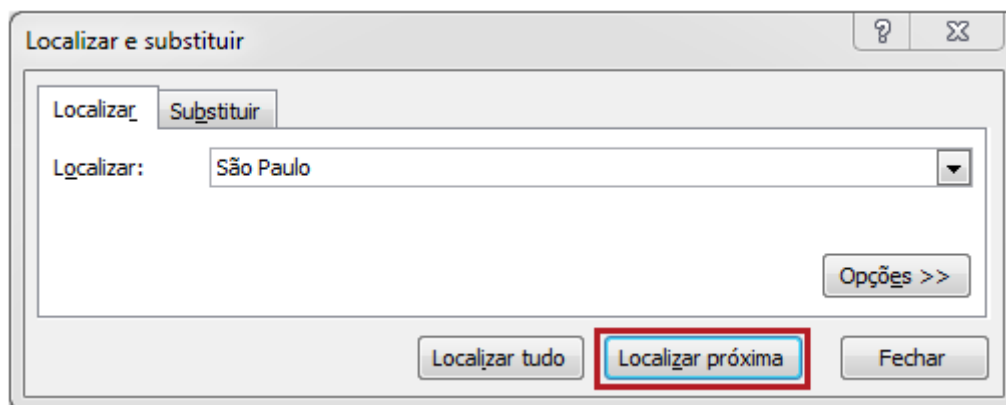 Localizar e substituir
Localizar Substituir
Localizar: São Paulo
Opções >>
Localizar tudo Localizar próxima Fechar